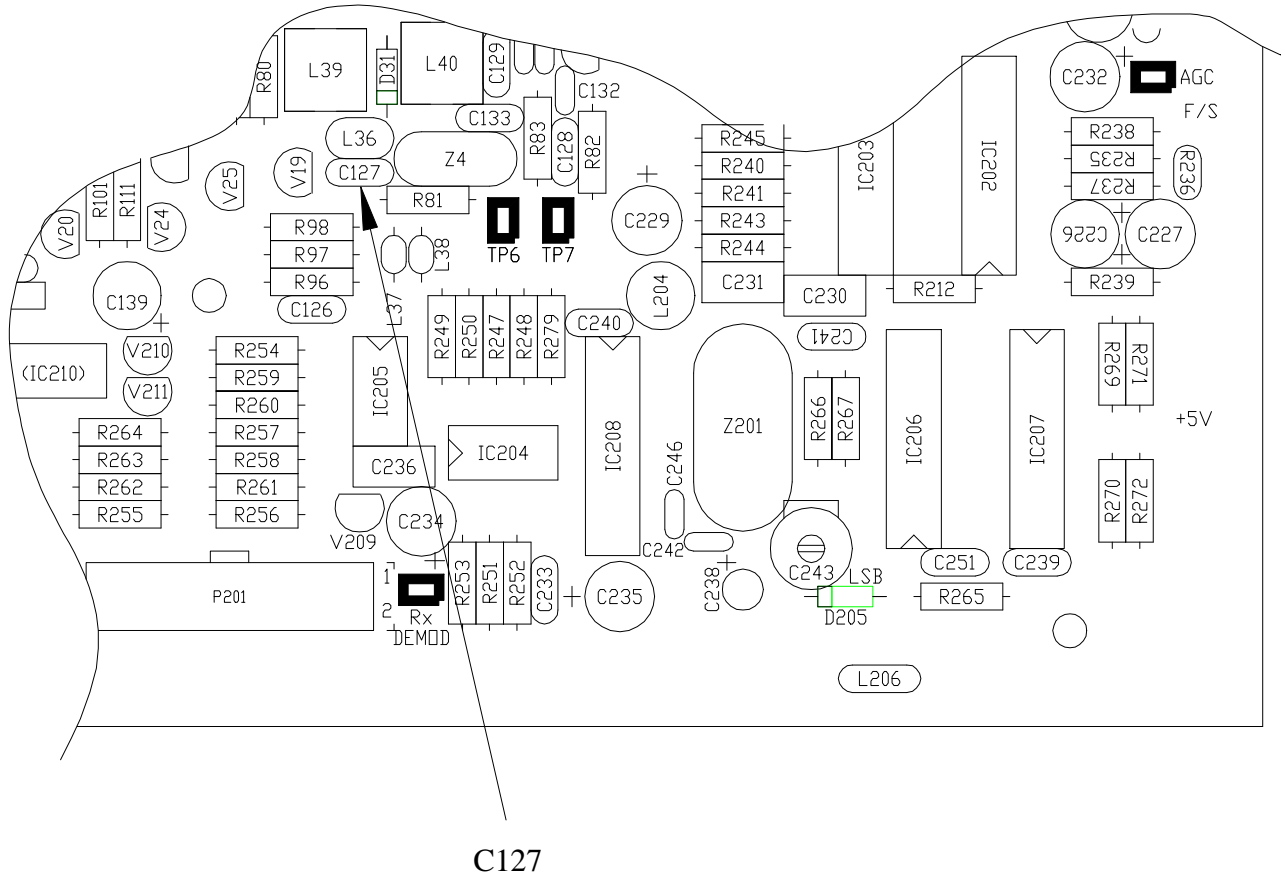 R80
L39
D31
L40
C129
C132
C133
L36
C127
Z4
R83
C128
R82
R81
C232
AGC
F/S
R245
R240
R241
R243
R244
C231
C230
IC203
IC202
R212
R238
R235
R237
R236
C226
C227
R239
V20
R101
R111
V24
V25
V19
R98
R97
R96
C126
C139
L37
L38
TP6
TP7
C229
L204
(IC210)
V210
V211
R254
R259
R260
R257
R258
R261
R256
R264
R263
R262
R255
IC205
C236
IC204
R249
R250
R247
R248
R279
C240
IC208
Z201
C241
R266
R267
IC206
IC207
R269
R271
+5V
R270
R272
V209
C234
C246
C242
C238
C243
LSB
D205
C251
C239
R265
P201
1
2
Rx
DEMOD
R253
R251
R252
C233
C235
L206
C127